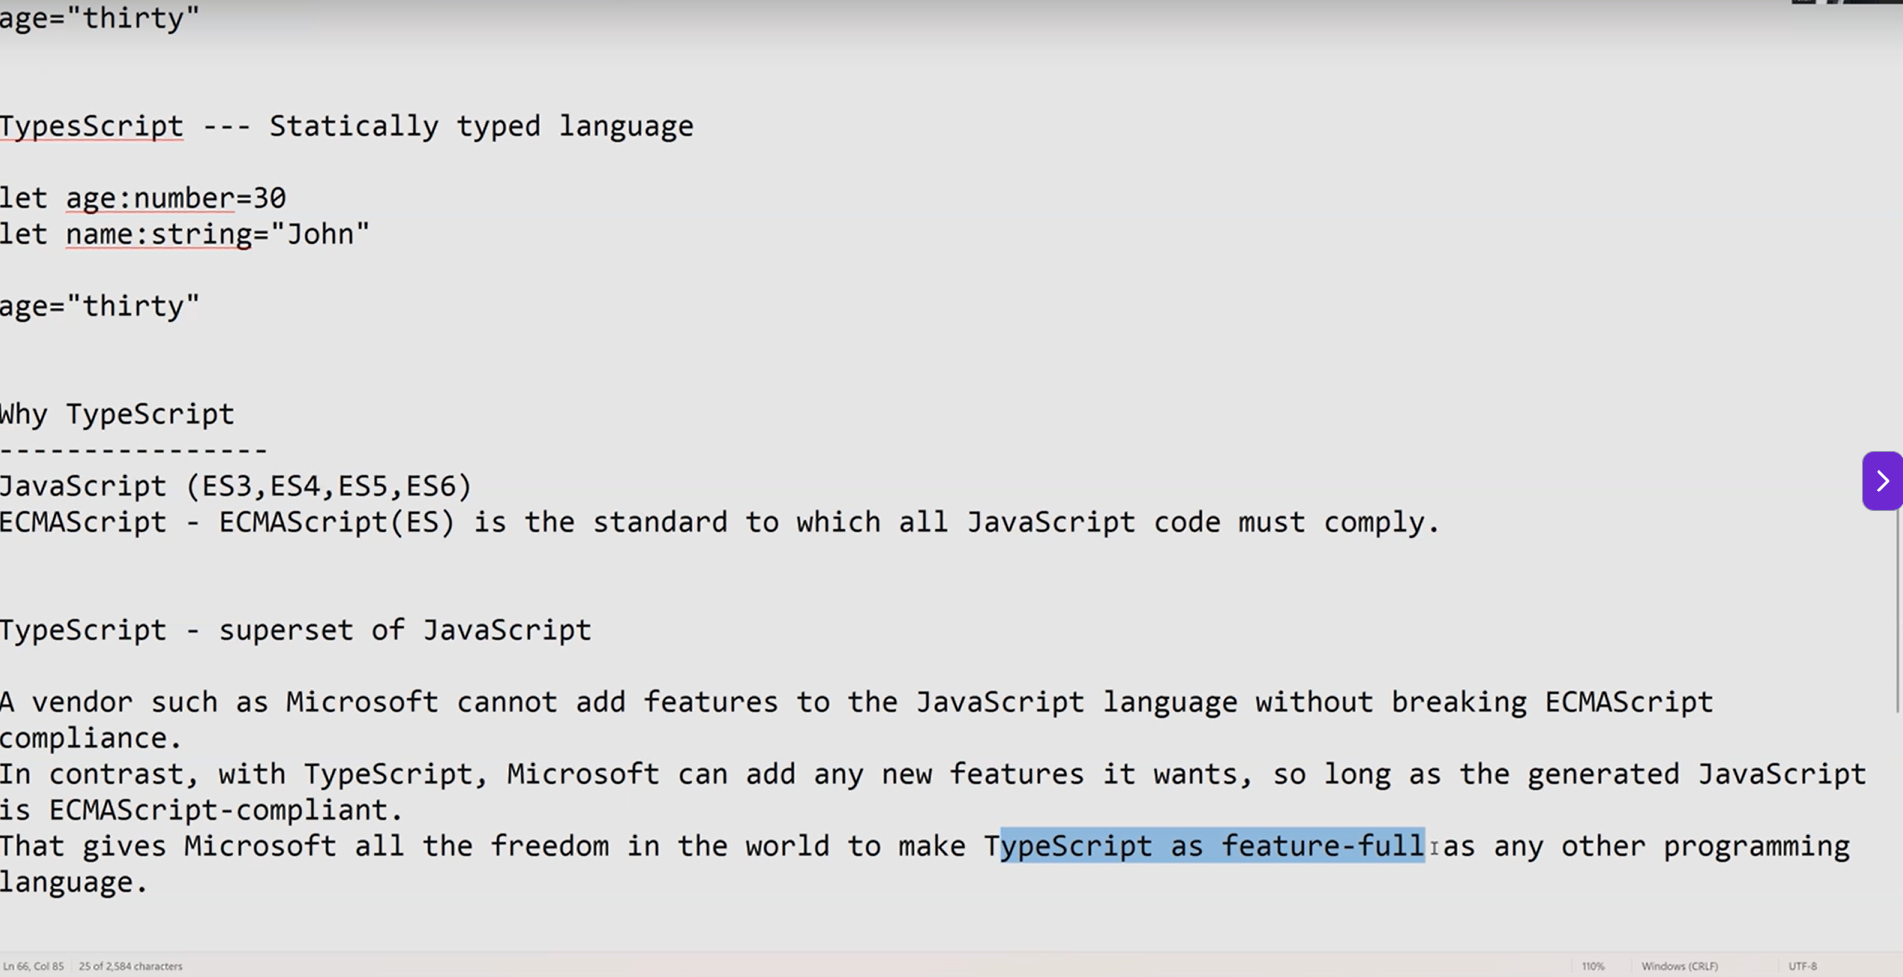 age="thirty"
TypesScript --- Statically typed language
let age:number=30
let name:string="John"
age="thirty"
Why TypeScript
----------------
JavaScript (ES3,ES4,ES5,ES6)
ECMAScript - ECMAScript(ES) is the standard to which all JavaScript code must comply.
TypeScript - superset of JavaScript
A vendor such as Microsoft cannot add features to the JavaScript language without breaking ECMAScript
compliance.
In contrast, with TypeScript, Microsoft can add any new features it wants, so long as the generated JavaScript
is ECMAScript-compliant.
That gives Microsoft all the freedom in the world to make TypeScript as feature-full as any other programming
language.
Ln 66, Col 85 25 of 2,584 characters 110% Windows (CRLF) UTF-8